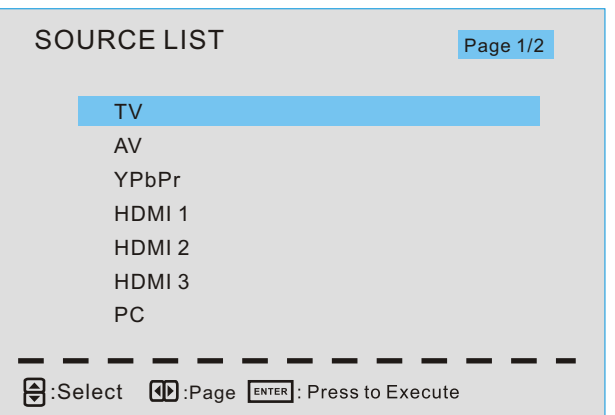 SOURCE LIST
Page 1/2
TV
AV
YPbPr
HDMI 1
HDMI 2
HDMI 3
PC
:Select :Page ENTER : Press to Execute